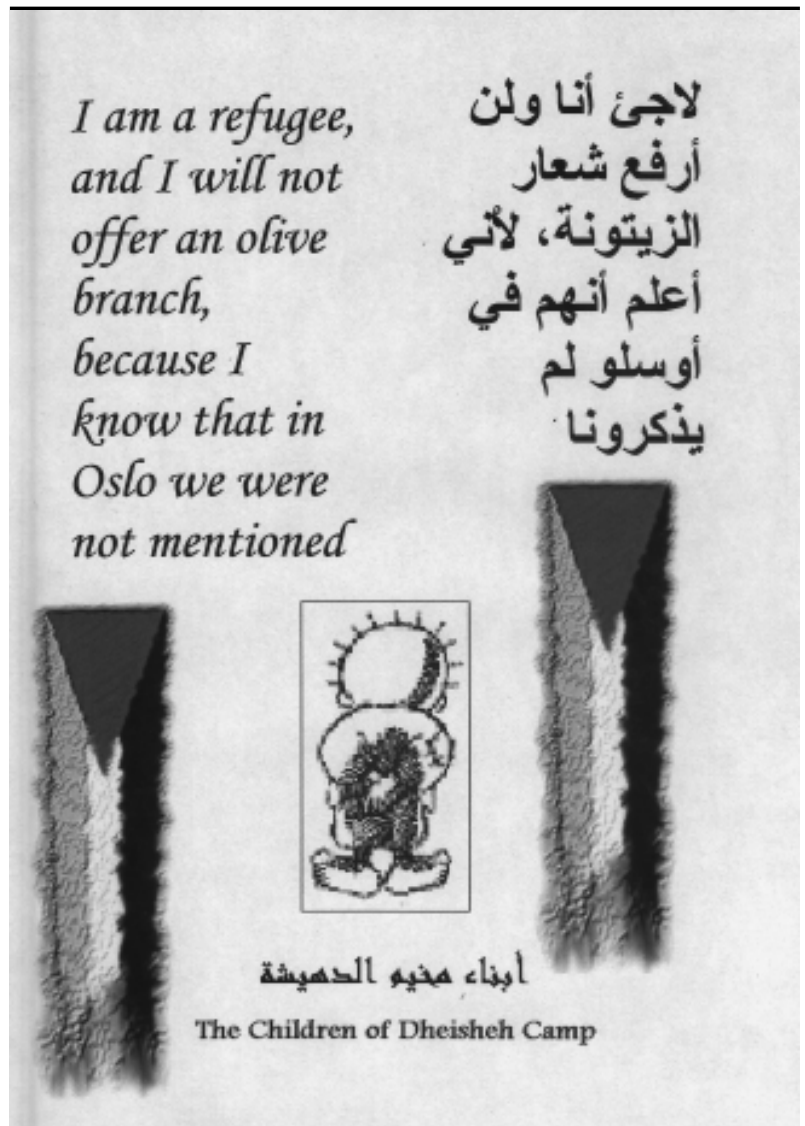 I am a refugee,
and I will not
offer an olive
branch,
because I
know that in
Oslo we were
not mentioned
لاجئ أنا ولن
أرفع شعار
الزيتونة، لأني
أعلم أنهم في
أوسلو لم
يذكرونا
أبناء مخيم الدهيشة
The Children of Dheisheh Camp